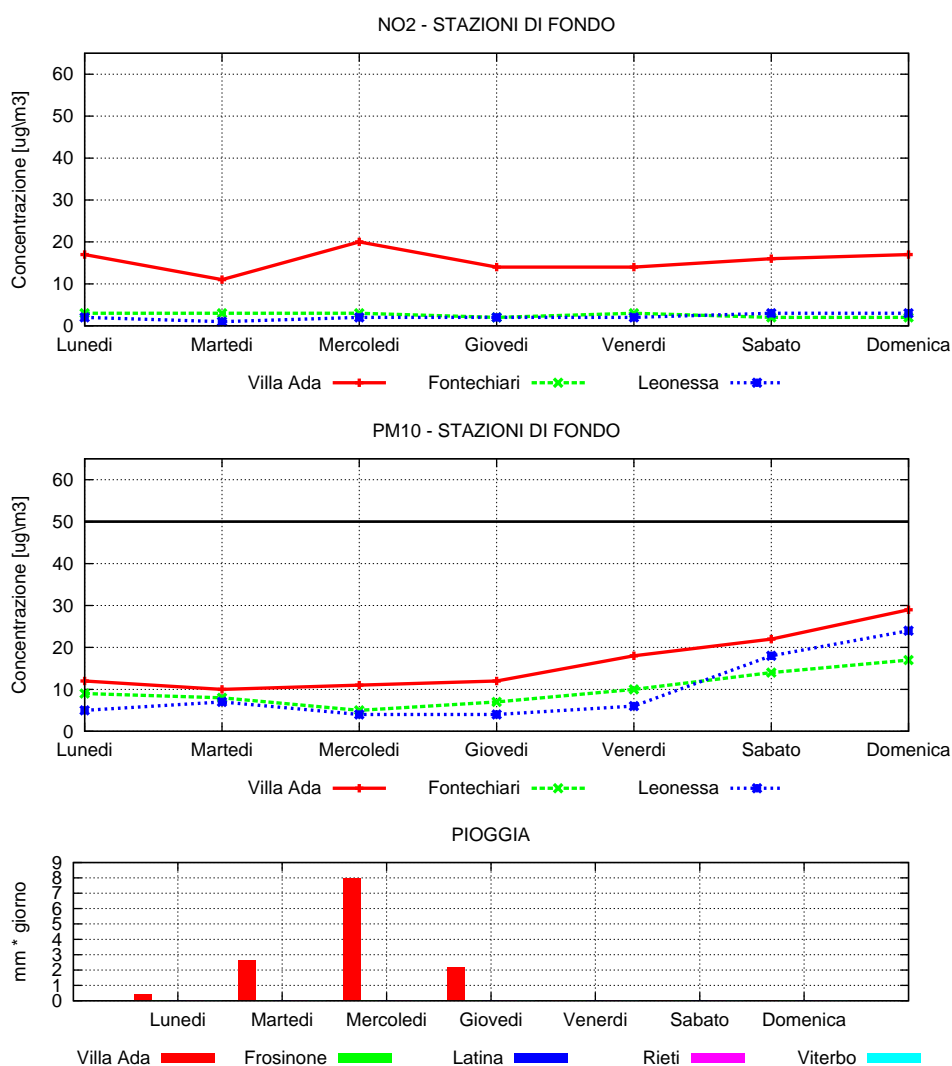 NO2 - STAZIONI DI FONDO
Concentrazione [ug\m3]
60
50
40
30
20
10
0
Lunedi Martedi Mercoledi Giovedi Venerdi Sabato Domenica
Villa Ada Fontechiari Leonessa
PM10 - STAZIONI DI FONDO
Concentrazione [ug\m3]
60
50
40
30
20
10
0
Lunedi Martedi Mercoledi Giovedi Venerdi Sabato Domenica
Villa Ada Fontechiari Leonessa
PIOGGIA
mm * giorno
9
8
7
6
5
4
3
2
1
0
Lunedi Martedi Mercoledi Giovedi Venerdi Sabato Domenica
Villa Ada Frosinone Latina Rieti Viterbo